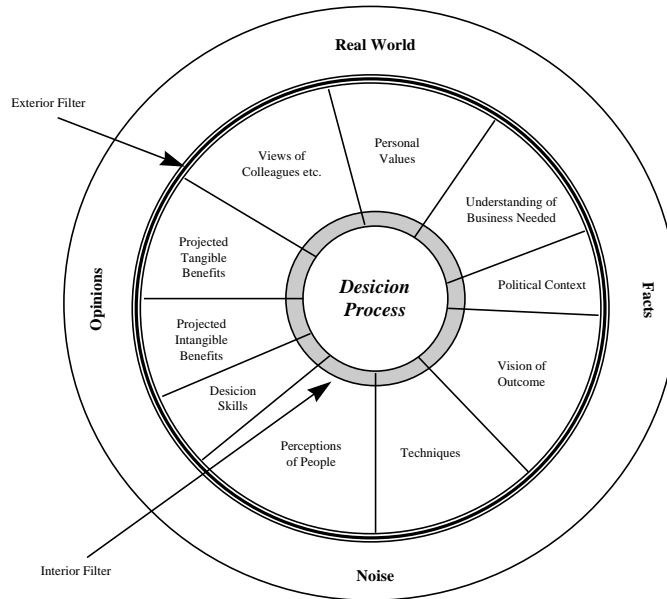 Real World
Exterior Filter
Personal
Values
Views of
Colleagues etc.
Understanding of
Business Needed
Projected
Tangible
Benefits
Desicion
Process
Political Context
Opinions
Facts
Projected
Intangible
Benefits
Vision of
Outcome
Desicion
Skills
Perceptions
of People
Techniques
Interior Filter
Noise